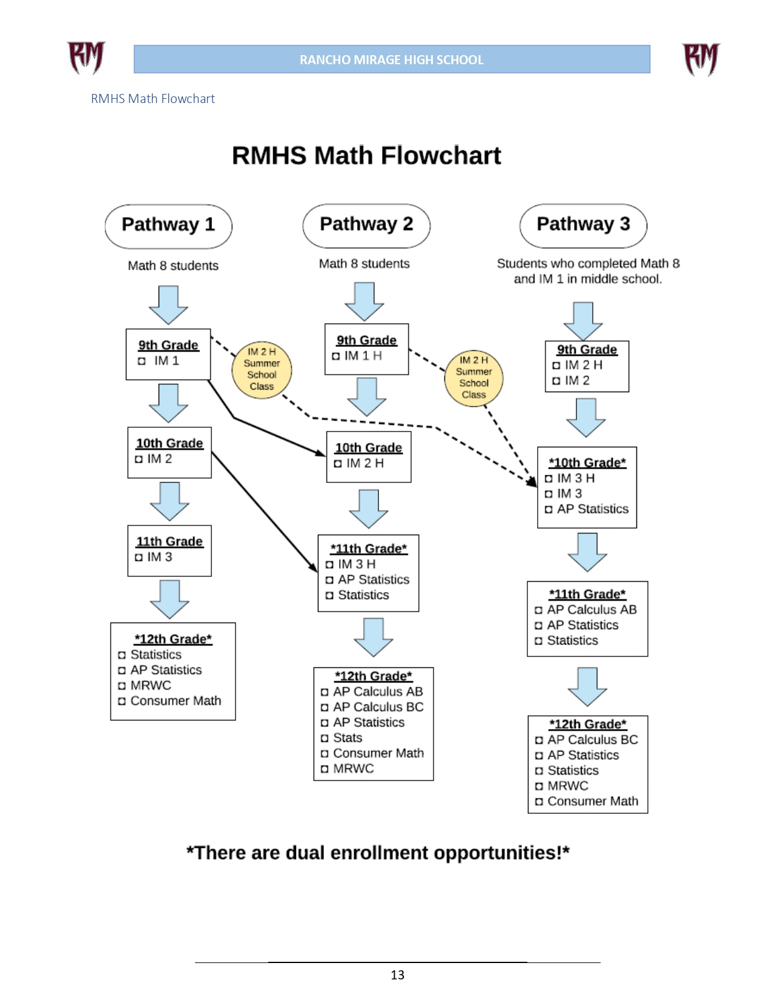 RM
RANCHO MIRAGE HIGH SCHOOL
RM
RMHS Math Flowchart
RMHS Math Flowchart
Pathway 1
Math 8 students
9th Grade
IM 1
10th Grade
IM 2
11th Grade
IM 3
*12th Grade*
Statistics
AP Statistics
MRWC
Consumer Math
IM 2 H
Summer
School
Class
Pathway 2
Math 8 students
9th Grade
IM 1 H
10th Grade
IM 2 H
*11th Grade*
IM 3 H
AP Statistics
Statistics
*12th Grade*
AP Calculus AB
AP Calculus BC
AP Statistics
Stats
Consumer Math
MRWC
IM 2 H
Summer
School
Class
Pathway 3
Students who completed Math 8
and IM 1 in middle school.
9th Grade
IM 2 H
IM 2
*10th Grade*
IM 3 H
IM 3
AP Statistics
*11th Grade*
AP Calculus AB
AP Statistics
Statistics
*12th Grade*
AP Calculus BC
AP Statistics
Statistics
MRWC
Consumer Math
*There are dual enrollment opportunities!*
13